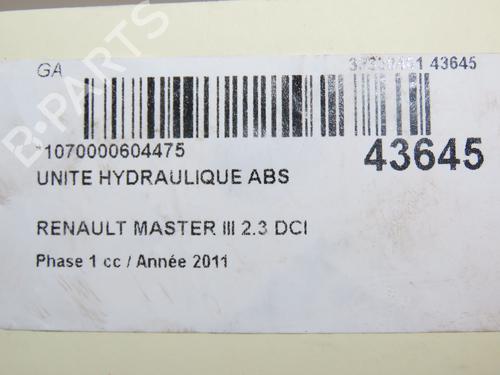 GA
43645
*1070000604475
43645
UNITE HYDRAULIQUE ABS
RENAULT MASTER III 2.3 DCI
Phase 1 cc / Année 2011
B-PARTS